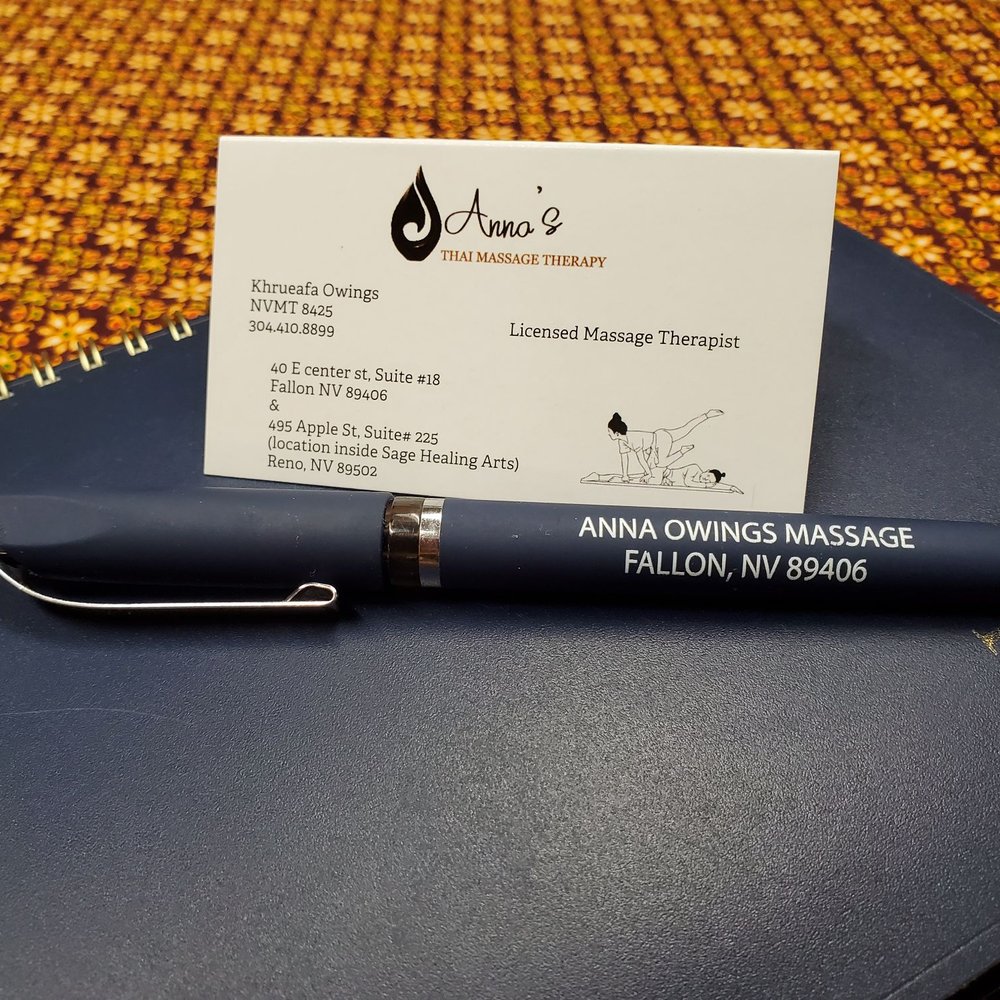 Anna's
THAI MASSAGE THERAPY
Khrueafa Owings
NVMT 8425
304.410.8899
Licensed Massage Therapist
40 E center st, Suite #18
Fallon NV 89406
&
495 Apple St, Suite# 225
(location inside Sage Healing Arts)
Reno, NV 89502
ANNA OWINGS MASSAGE
FALLON, NV 89406